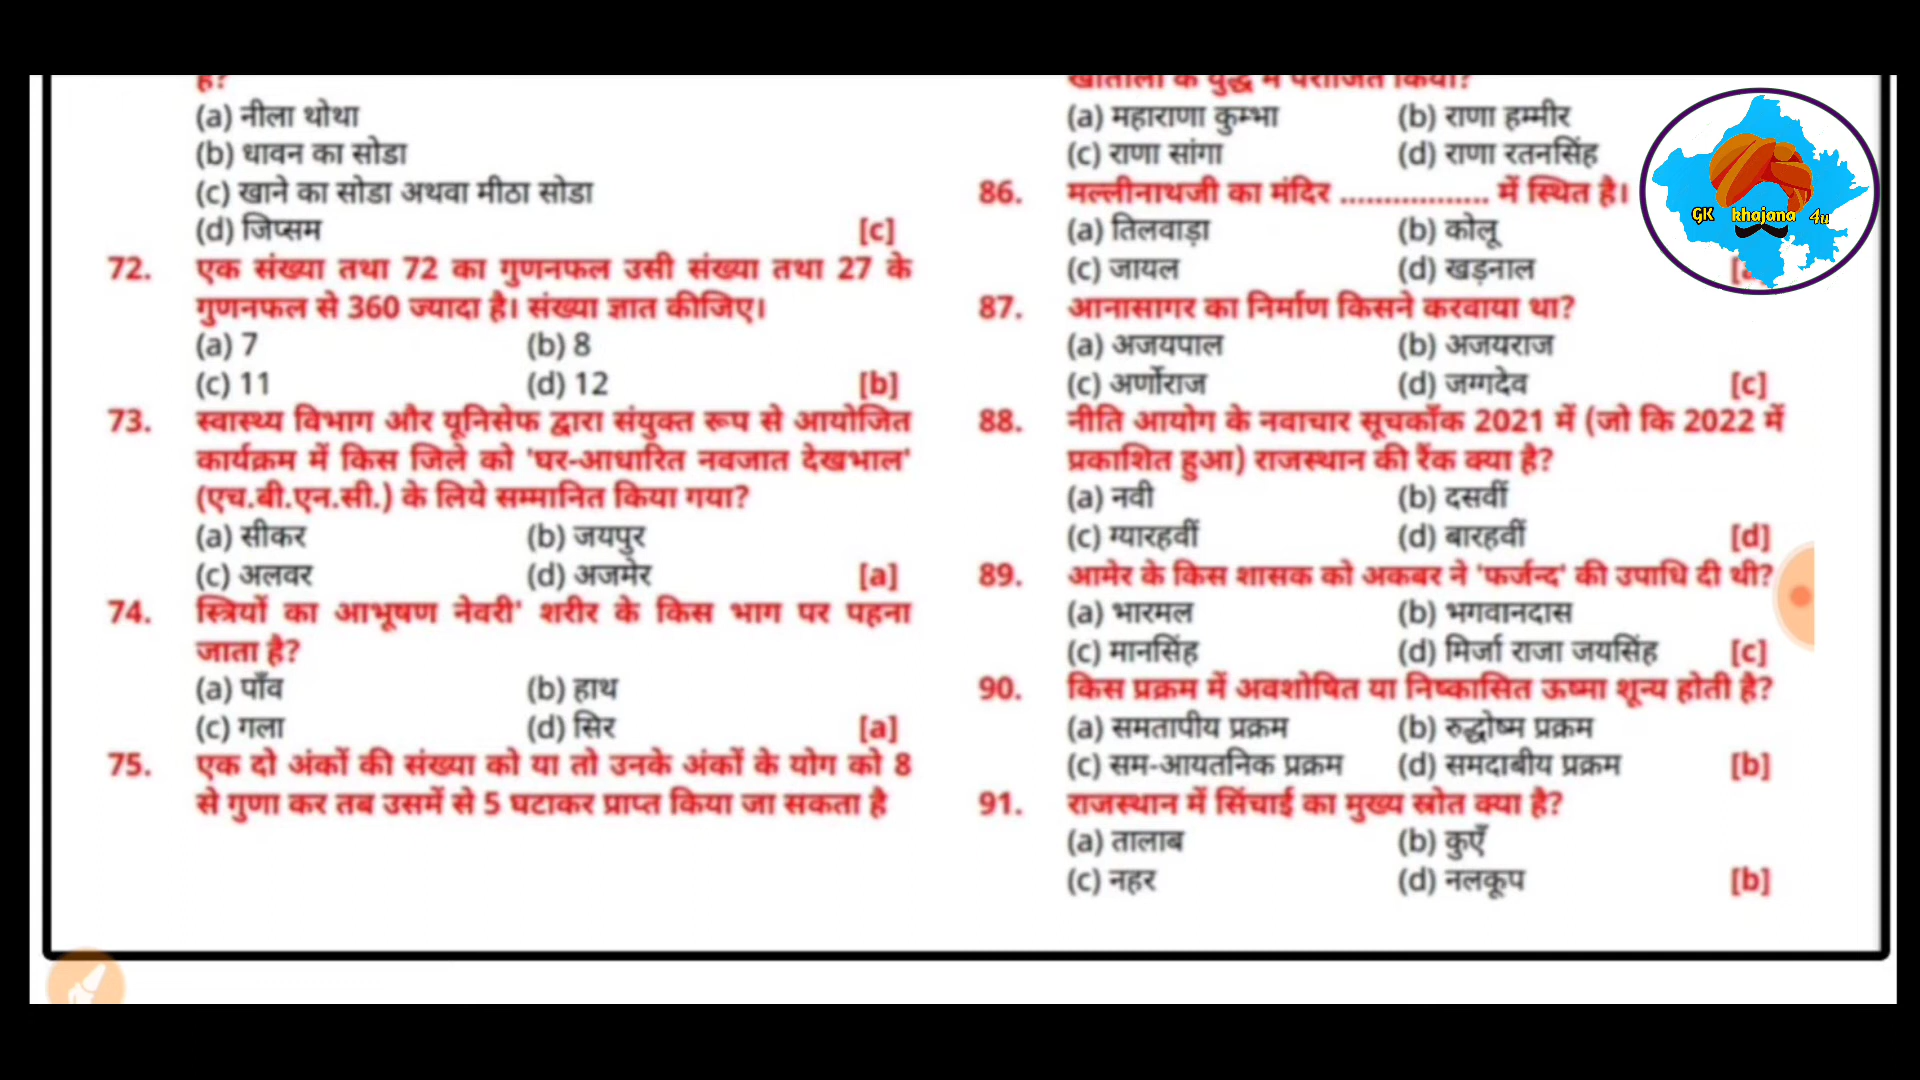 है?
(a) नीला थोथा
(b) धावन का सोडा
(c) खाने का सोडा अथवा मीठा सोडा
(d) जिप्सम [c]
72. एक संख्या तथा 72 का गुणनफल उसी संख्या तथा 27 के
गुणनफल से 360 ज्यादा है। संख्या ज्ञात कीजिए।
(a) 7 (b) 8
(c) 11 (d) 12 [b]
73. स्वास्थ्य विभाग और यूनिसेफ द्वारा संयुक्त रूप से आयोजित
कार्यक्रम में किस जिले को 'घर-आधारित नवजात देखभाल'
(एच.बी.एन.सी.) के लिये सम्मानित किया गया?
(a) सीकर (b) जयपुर
(c) अलवर (d) अजमेर [a]
74. स्त्रियों का आभूषण नेवरी' शरीर के किस भाग पर पहना
जाता है?
(a) पाँव (b) हाथ
(c) गला (d) सिर [a]
75. एक दो अंकों की संख्या को या तो उनके अंकों के योग को 8
से गुणा कर तब उसमें से 5 घटाकर प्राप्त किया जा सकता है
के युद्ध में पराजित किया?
(a) महाराणा कुम्भा (b) राणा हम्मीर
(c) राणा सांगा (d) राणा रतनसिंह
86. मल्लीनाथजी का मंदिर ................. में स्थित है।
(a) तिलवाड़ा (b) कोलू
(c) जायल (d) खड़नाल
87. आनासागर का निर्माण किसने करवाया था?
(a) अजयपाल (b) अजयराज
(c) अर्णोराज (d) जग्गदेव [c]
88. नीति आयोग के नवाचार सूचकाँक 2021 में (जो कि 2022 में
प्रकाशित हुआ) राजस्थान की रैंक क्या है?
(a) नवी (b) दसवीं
(c) ग्यारहवीं (d) बारहवीं [d]
89. आमेर के किस शासक को अकबर ने 'फर्जन्द' की उपाधि दी थी?
(a) भारमल (b) भगवानदास
(c) मानसिंह (d) मिर्जा राजा जयसिंह [c]
90. किस प्रक्रम में अवशोषित या निष्कासित ऊष्मा शून्य होती है?
(a) समतापीय प्रक्रम (b) रुद्धोष्म प्रक्रम
(c) सम-आयतनिक प्रक्रम (d) समदाबीय प्रक्रम [b]
91. राजस्थान में सिंचाई का मुख्य स्रोत क्या है?
(a) तालाब (b) कुएँ
(c) नहर (d) नलकूप [b]
GK khajana 4u